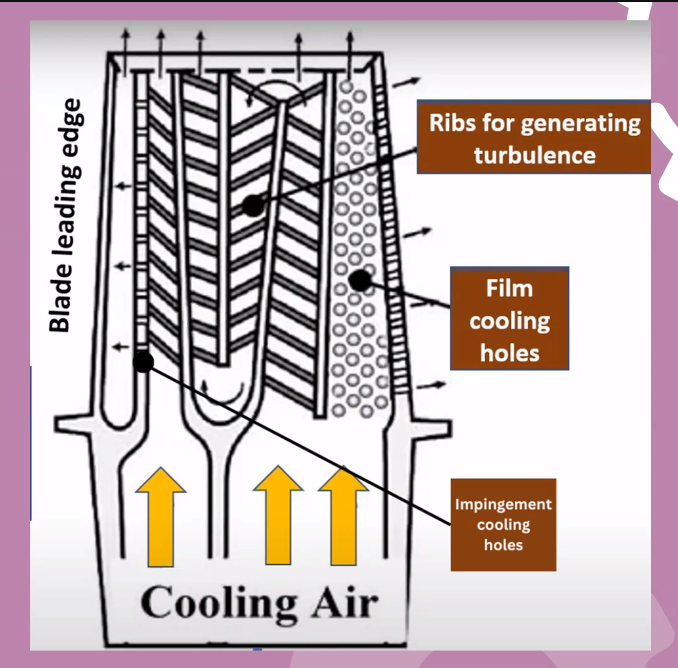 Blade leading edge
Ribs for generating
turbulence
Film
cooling
holes
Impingement
cooling
holes
Cooling Air